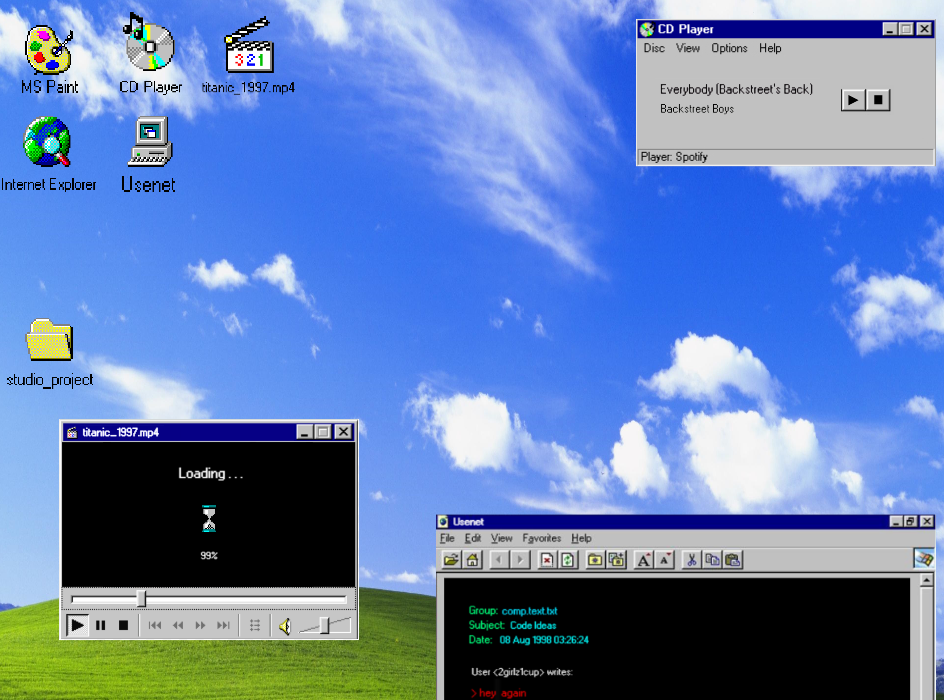 MS Paint
CD Player
titanic_1997.mp4
321
Internet Explorer
Usenet
studio_project
CD Player
Disc View Options Help
Everybody (Backstreet's Back)
Backstreet Boys
Player: Spotify
titanic_1997.mp4
Loading . . .
99%
Usenet
File Edit View Favorites Help
A A
Group: comp.text.txt
Subject: Code Ideas
Date: 08 Aug 1998 03:26:24
User <2girlz1cup> writes:
> hey again